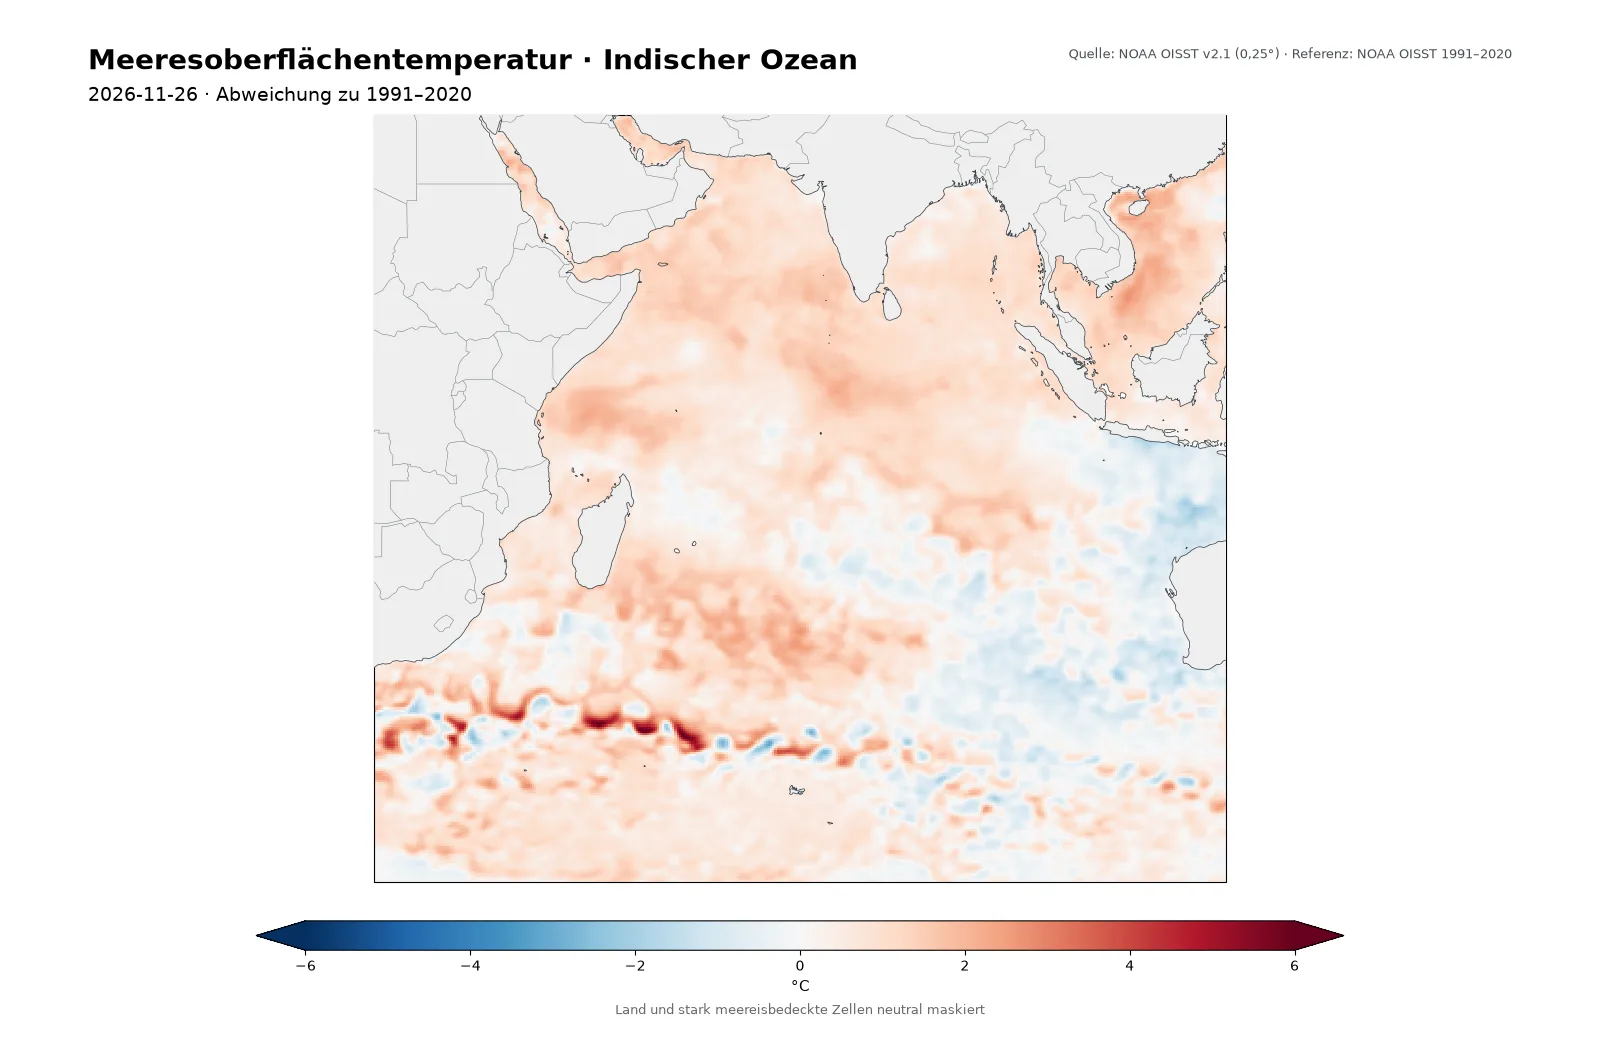 Meeresoberflächentemperatur · Indischer Ozean
Quelle: NOAA OISST v2.1 (0,25°) · Referenz: NOAA OISST 1991–2020
2026-11-26 · Abweichung zu 1991–2020
−6 −4 −2 0 2 4 6
°C
Land und stark meereisbedeckte Zellen neutral maskiert